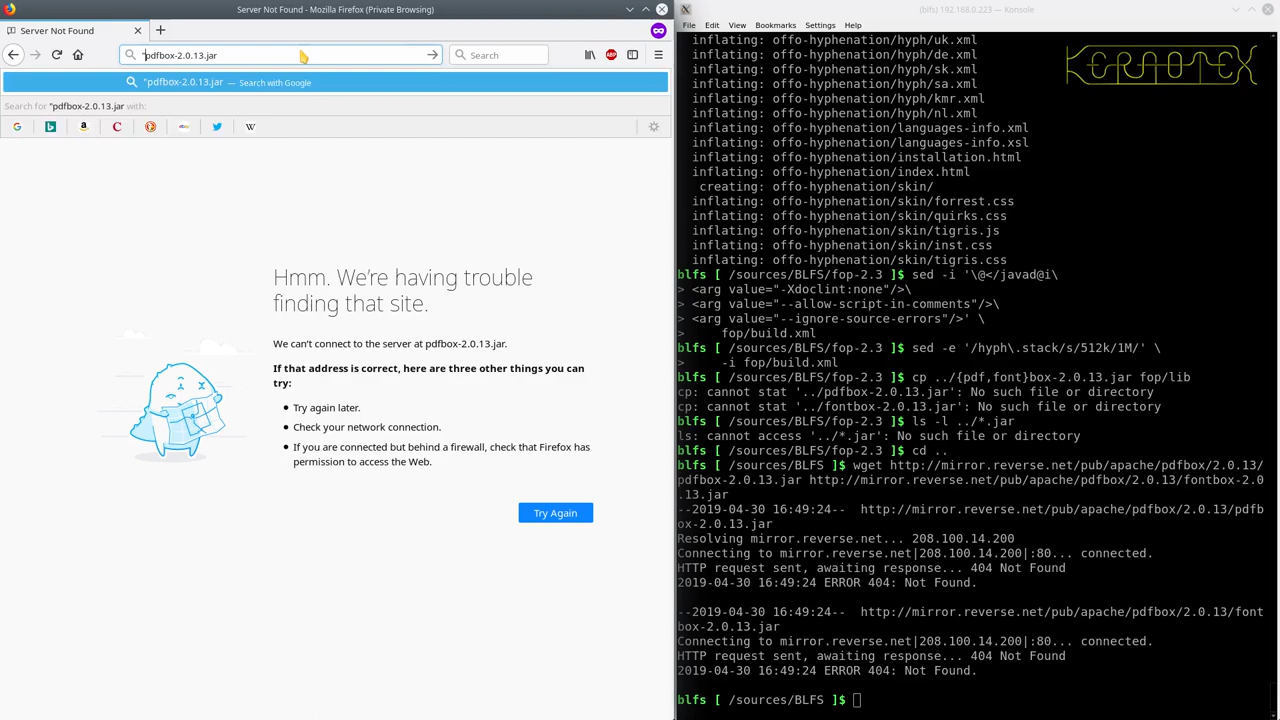 Server Not Found - Mozilla Firefox (Private Browsing)
Server Not Found
"pdfbox-2.0.13.jar
Search
"pdfbox-2.0.13.jar — Search with Google
Search for "pdfbox-2.0.13.jar with:
Hmm. We're having trouble
finding that site.
We can't connect to the server at pdfbox-2.0.13.jar.
If that address is correct, here are three other things you can
try:
Try again later.
Check your network connection.
If you are connected but behind a firewall, check that Firefox has
permission to access the Web.
Try Again
(blfs) 192.168.0.223 — Konsole
File Edit View Bookmarks Settings Help
KERNOTEX
inflating: offo-hyphenation/hyph/uk.xml
inflating: offo-hyphenation/hyph/de.xml
inflating: offo-hyphenation/hyph/sk.xml
inflating: offo-hyphenation/hyph/sa.xml
inflating: offo-hyphenation/hyph/kmr.xml
inflating: offo-hyphenation/hyph/nl.xml
inflating: offo-hyphenation/languages-info.xml
inflating: offo-hyphenation/languages-info.xsl
inflating: offo-hyphenation/installation.html
inflating: offo-hyphenation/index.html
creating: offo-hyphenation/skin/
inflating: offo-hyphenation/skin/forrest.css
inflating: offo-hyphenation/skin/quirks.css
inflating: offo-hyphenation/skin/tigris.js
inflating: offo-hyphenation/skin/inst.css
inflating: offo-hyphenation/skin/tigris.css
blfs [ /sources/BLFS/fop-2.3 ]$ sed -i '\@</javad@i\
> <arg value="-Xdoclint:none"/>\
> <arg value="--allow-script-in-comments"/>\
> <arg value="--ignore-source-errors"/>' \
> fop/build.xml
blfs [ /sources/BLFS/fop-2.3 ]$ sed -e '/hyph\.stack/s/512k/1M/' \
> -i fop/build.xml
blfs [ /sources/BLFS/fop-2.3 ]$ cp ../{pdf,font}box-2.0.13.jar fop/lib
cp: cannot stat '../pdfbox-2.0.13.jar': No such file or directory
cp: cannot stat '../fontbox-2.0.13.jar': No such file or directory
blfs [ /sources/BLFS/fop-2.3 ]$ ls -l ../*.jar
ls: cannot access '../*.jar': No such file or directory
blfs [ /sources/BLFS/fop-2.3 ]$ cd ..
blfs [ /sources/BLFS ]$ wget http://mirror.reverse.net/pub/apache/pdfbox/2.0.13/
pdfbox-2.0.13.jar http://mirror.reverse.net/pub/apache/pdfbox/2.0.13/fontbox-2.0
.13.jar
--2019-04-30 16:49:24-- http://mirror.reverse.net/pub/apache/pdfbox/2.0.13/pdfb
ox-2.0.13.jar
Resolving mirror.reverse.net... 208.100.14.200
Connecting to mirror.reverse.net|208.100.14.200|:80... connected.
HTTP request sent, awaiting response... 404 Not Found
2019-04-30 16:49:24 ERROR 404: Not Found.
--2019-04-30 16:49:24-- http://mirror.reverse.net/pub/apache/pdfbox/2.0.13/font
box-2.0.13.jar
Connecting to mirror.reverse.net|208.100.14.200|:80... connected.
HTTP request sent, awaiting response... 404 Not Found
2019-04-30 16:49:24 ERROR 404: Not Found.
blfs [ /sources/BLFS ]$